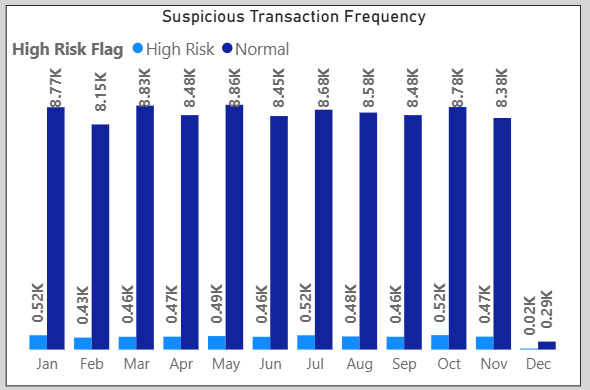 Suspicious Transaction Frequency
High Risk Flag High Risk Normal
8.77K 8.15K 8.83K 8.48K 8.86K 8.45K 8.68K 8.58K 8.48K 8.78K 8.38K
0.52K 0.43K 0.46K 0.47K 0.49K 0.46K 0.52K 0.48K 0.46K 0.52K 0.47K 0.02K 0.29K
Jan Feb Mar Apr May Jun Jul Aug Sep Oct Nov Dec